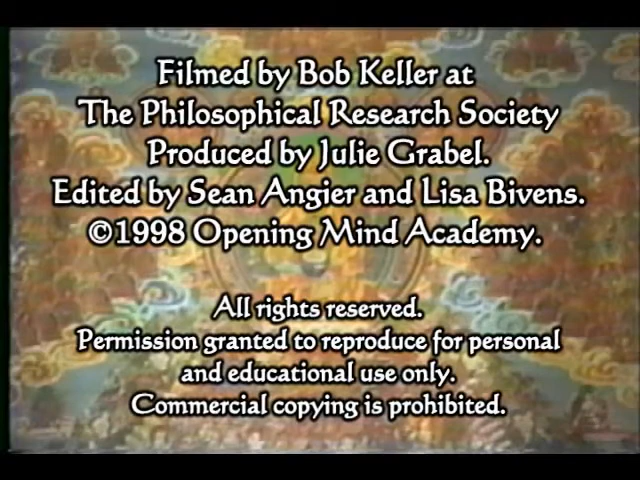 Filmed by Bob Keller at
The Philosophical Research Society
Produced by Julie Grabel.
Edited by Sean Angier and Lisa Bivens.
©1998 Opening Mind Academy.
All rights reserved.
Permission granted to reproduce for personal
and educational use only.
Commercial copying is prohibited.